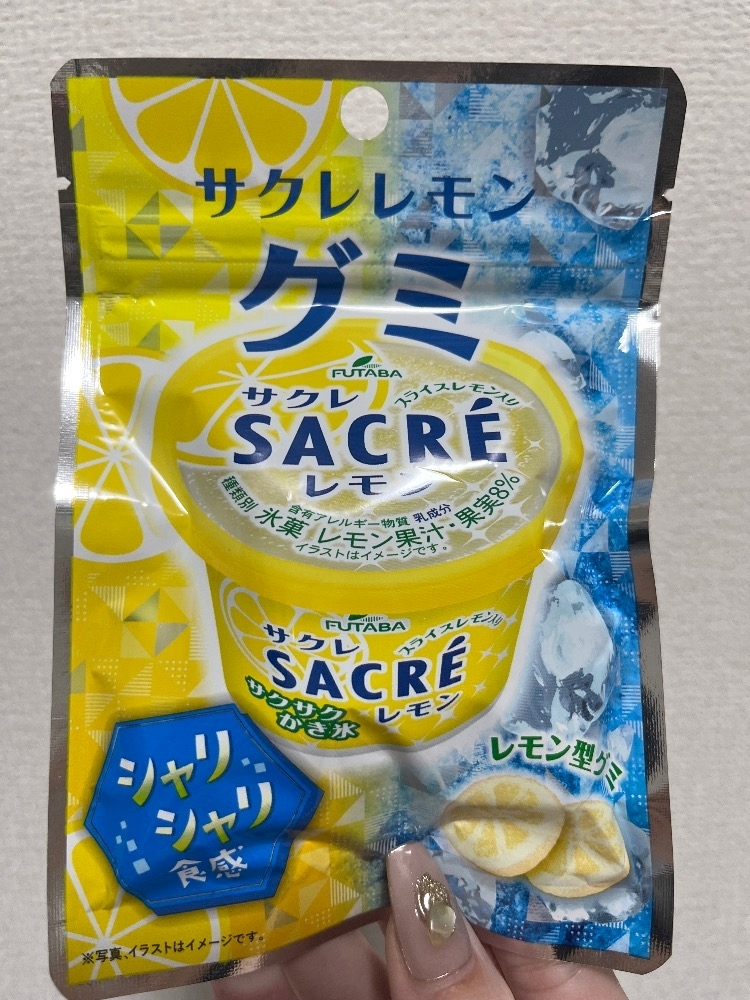 サクレレモン
グミ
FUTABA
サクレ
スライスレモン入り
SACRÉ
レモン
種類別 氷菓 レモン果汁・果実8%
含有アレルギー物質 乳成分
イラストはイメージです。
FUTABA
サクレ
スライスレモン入り
SACRÉ
レモン
サクサク
かき氷
レモン型グミ
シャリ
シャリ
食感
※写真、イラストはイメージです。